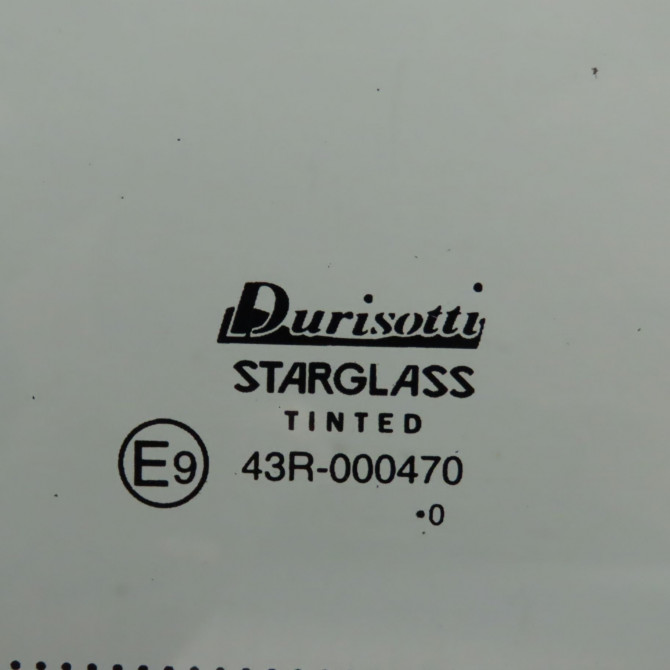 Durisotti
STARGLASS
TINTED
E9 43R-000470
•0